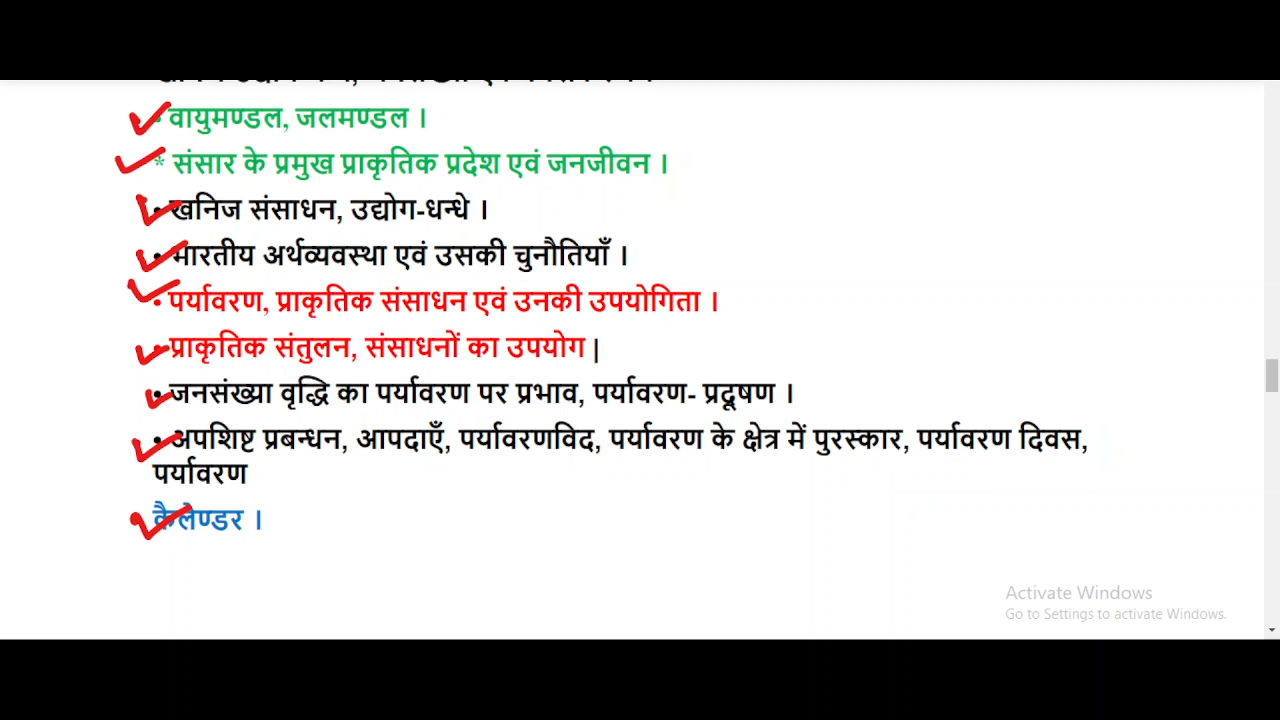 • वायुमण्डल, जलमण्डल ।
* संसार के प्रमुख प्राकृतिक प्रदेश एवं जनजीवन ।
• खनिज संसाधन, उद्योग-धन्धे ।
• भारतीय अर्थव्यवस्था एवं उसकी चुनौतियाँ ।
• पर्यावरण, प्राकृतिक संसाधन एवं उनकी उपयोगिता ।
• प्राकृतिक संतुलन, संसाधनों का उपयोग |
• जनसंख्या वृद्धि का पर्यावरण पर प्रभाव, पर्यावरण- प्रदूषण ।
• अपशिष्ट प्रबन्धन, आपदाएँ, पर्यावरणविद, पर्यावरण के क्षेत्र में पुरस्कार, पर्यावरण दिवस,
पर्यावरण
कैलेण्डर ।
Activate Windows
Go to Settings to activate Windows.